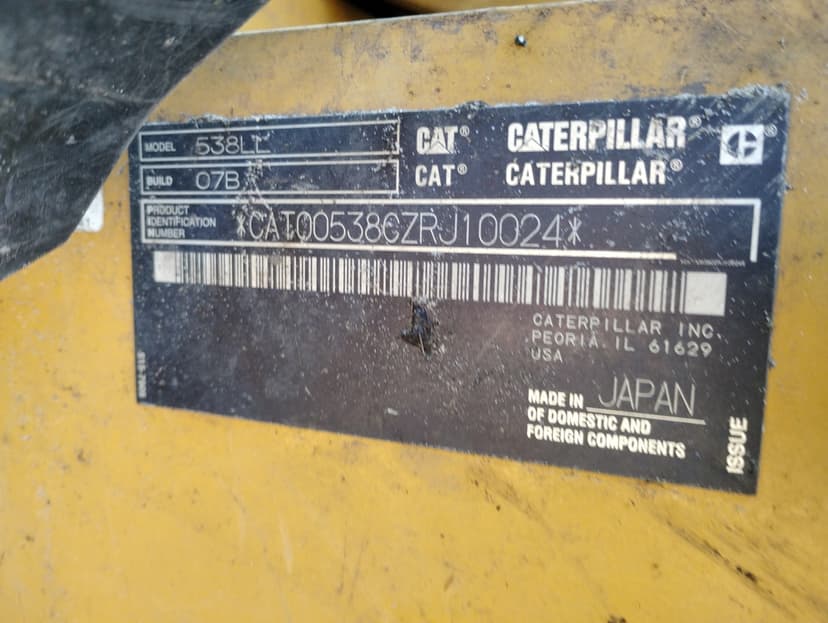 MODEL 538LL
BUILD 07B
CAT® CATERPILLAR®
CAT® CATERPILLAR®
PRODUCT
IDENTIFICATION
NUMBER
*CAT00538CZRJ10024*
CATERPILLAR INC.
PEORIA, IL 61629
USA
MADE IN JAPAN
OF DOMESTIC AND
FOREIGN COMPONENTS
ISSUE